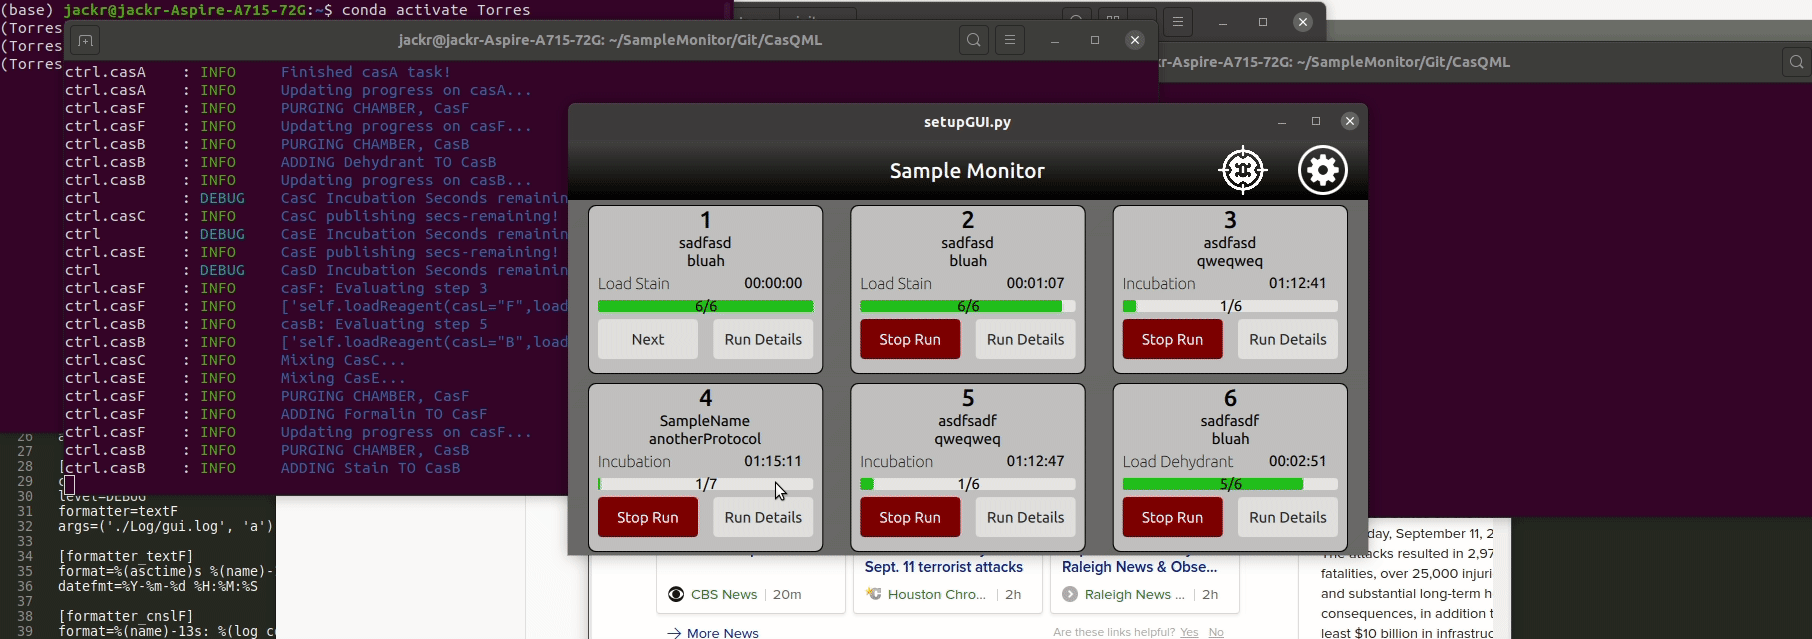 (base) jackr@jackr-Aspire-A715-72G:~$ conda activate Torres
(Torres
(Torres
(Torres
jackr@jackr-Aspire-A715-72G: ~/SampleMonitor/Git/CasQML
kr-Aspire-A715-72G: ~/SampleMonitor/Git/CasQML
ctrl.casA : INFO Finished casA task!
ctrl.casA : INFO Updating progress on casA...
ctrl.casF : INFO PURGING CHAMBER, CasF
ctrl.casF : INFO Updating progress on casF...
ctrl.casB : INFO PURGING CHAMBER, CasB
ctrl.casB : INFO ADDING Dehydrant TO CasB
ctrl.casB : INFO Updating progress on casB...
ctrl : DEBUG CasC Incubation Seconds remainin
ctrl.casC : INFO CasC publishing secs-remaining!
ctrl : DEBUG CasE Incubation Seconds remainin
ctrl.casE : INFO CasE publishing secs-remaining!
ctrl : DEBUG CasD Incubation Seconds remainin
ctrl.casF : INFO casF: Evaluating step 3
ctrl.casF : INFO ['self.loadReagent(casL="F",load
ctrl.casB : INFO casB: Evaluating step 5
ctrl.casB : INFO ['self.loadReagent(casL="B",load
ctrl.casC : INFO Mixing CasC...
ctrl.casE : INFO Mixing CasE...
ctrl.casF : INFO PURGING CHAMBER, CasF
ctrl.casF : INFO ADDING Formalin TO CasF
ctrl.casF : INFO Updating progress on casF...
ctrl.casB : INFO PURGING CHAMBER, CasB
ctrl.casB : INFO ADDING Stain TO CasB
setupGUI.py
Sample Monitor
1
sadfasd
bluah
Load Stain 00:00:00
6/6
Next Run Details
2
sadfasd
bluah
Load Stain 00:01:07
6/6
Stop Run Run Details
3
asdfasd
qweqweq
Incubation 01:12:41
1/6
Stop Run Run Details
4
SampleName
anotherProtocol
Incubation 01:15:11
1/7
Stop Run Run Details
5
asdfsadf
qweqweq
Incubation 01:12:47
1/6
Stop Run Run Details
6
sadfasdf
bluah
Load Dehydrant 00:02:51
5/6
Stop Run Run Details
26 a
27
28 [
29 c
30 level=DEBUG
31 formatter=textF
32 args=('./Log/gui.log', 'a')
33
34 [formatter_textF]
35 format=%(asctime)s %(name)-
36 datefmt=%Y-%m-%d %H:%M:%S
37
38 [formatter_cnslF]
39 format=%(name)-13s: %(log_c
CBS News 20m
Sept. 11 terrorist attacks
Houston Chro... 2h
Raleigh News & Obse...
Raleigh News ... 2h
More News
Are these links helpful? Yes No
day, September 11, 2
The attacks resulted in 2,97
fatalities, over 25,000 injuri
and substantial long-term h
consequences, in addition t
least $10 billion in infrastruc